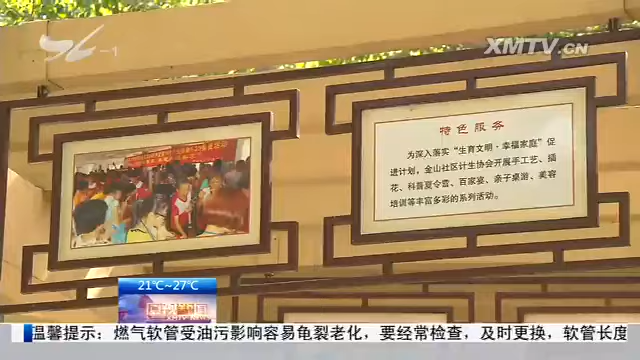 XMTV.CN
特色服务
为深入落实“生育文明·幸福家庭”促
进计划，金山社区计生协会开展手工艺、插
花、科普夏令营、百家宴、亲子桌游、美容
培训等丰富多彩的系列活动。
21℃~27℃
温馨提示：燃气软管受油污影响容易龟裂老化，要经常检查，及时更换，软管长度